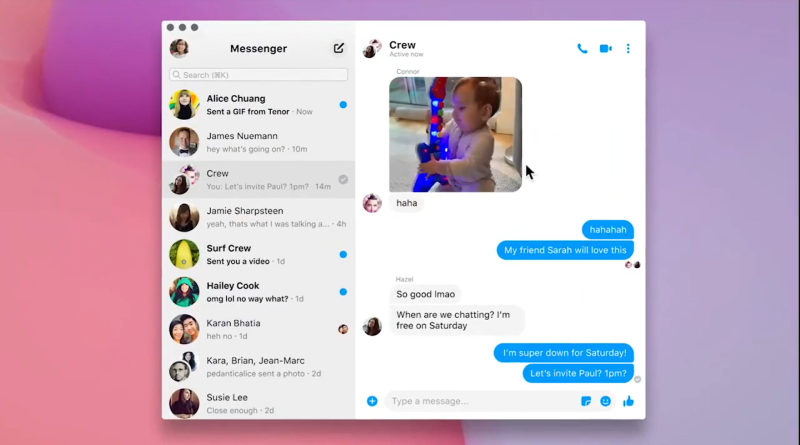 Messenger
Search (⌘K)
Alice Chuang
Sent a GIF from Tenor · Now
James Nuemann
hey what's going on? · 10m
Crew
You: Let's invite Paul? 1pm? · 14m
Jamie Sharpsteen
yeah, thats what I was talking a... · 4h
Surf Crew
Sent you a video · 1d
Hailey Cook
omg lol no way what? · 1d
Karan Bhatia
heh no · 1d
Kara, Brian, Jean-Marc
pedanticalice sent a photo · 2d
Susie Lee
Close enough · 2d
Crew
Active now
Connor
haha
hahahah
My friend Sarah will love this
Hazel
So good lmao
When are we chatting? I'm
free on Saturday
I'm super down for Saturday!
Let's invite Paul? 1pm?
Type a message...